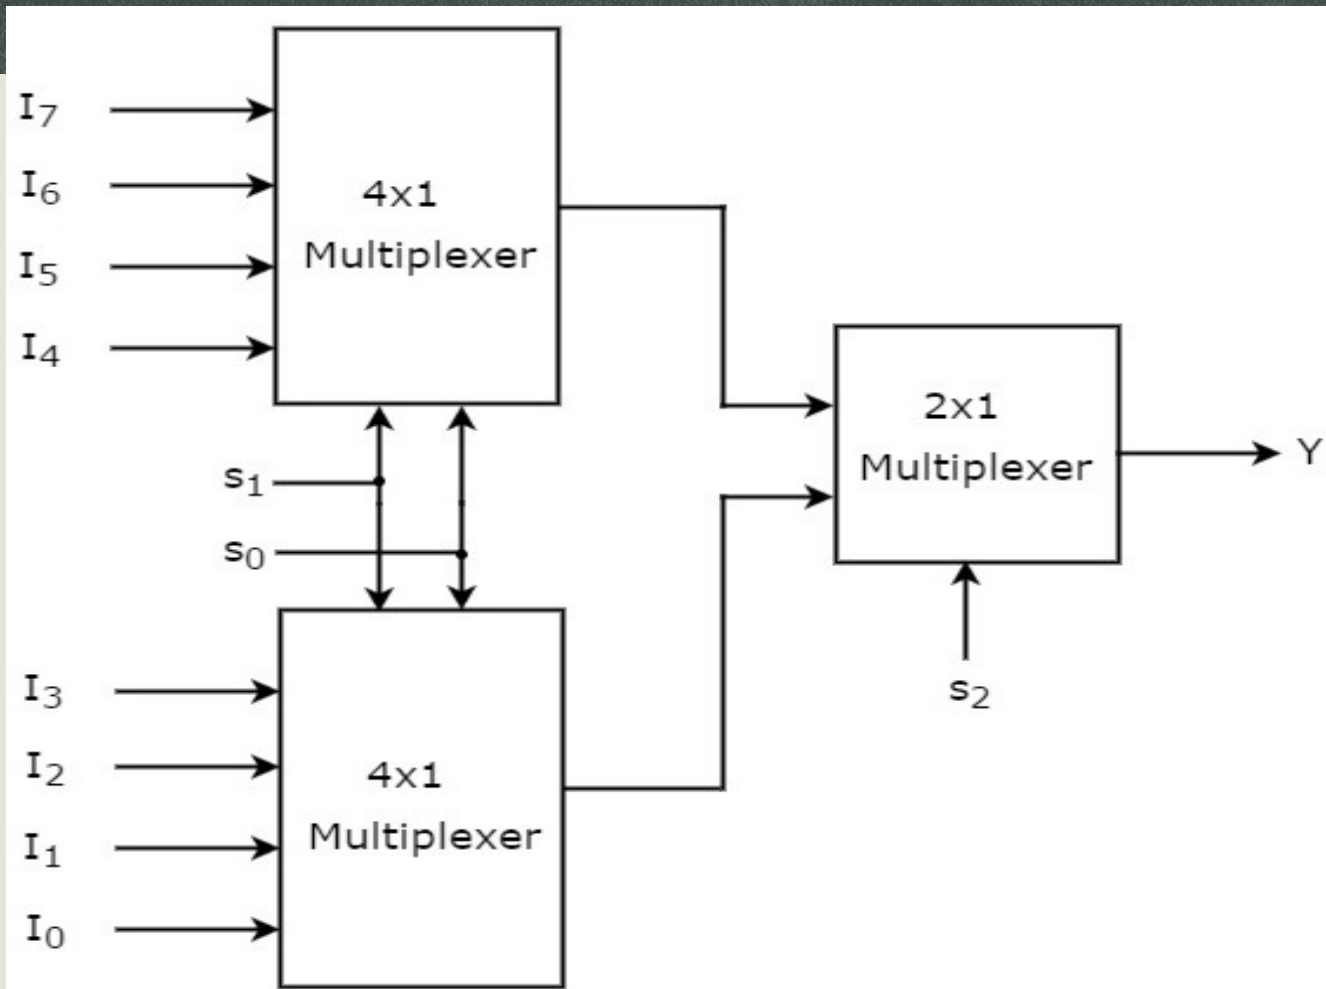 I7
I6
I5
I4
4x1
Multiplexer
s1
s0
2x1
Multiplexer
Y
s2
I3
I2
I1
I0
4x1
Multiplexer